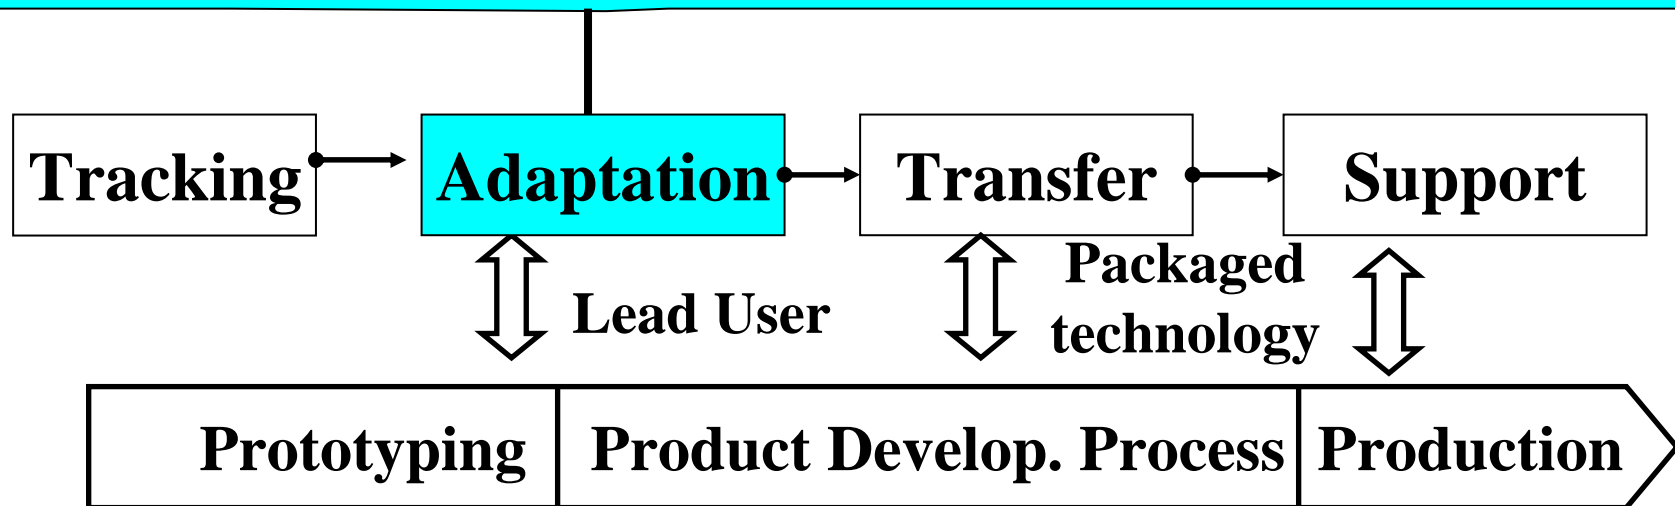 Tracking
Adaptation
Transfer
Support
Lead User
Packaged
technology
Prototyping
Product Develop. Process
Production